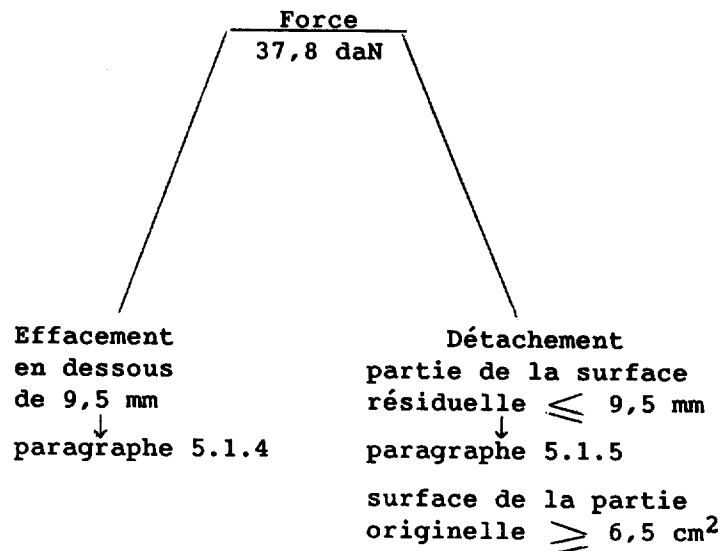 Force
37,8 daN
Effacement
en dessous
de 9,5 mm
↓
paragraphe 5.1.4
Détachement
partie de la surface
résiduelle ≤ 9,5 mm
↓
paragraphe 5.1.5
surface de la partie
originelle ≥ 6,5 cm²